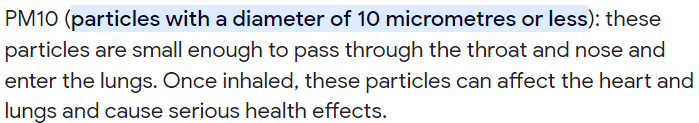 PM10 (particles with a diameter of 10 micrometres or less): these
particles are small enough to pass through the throat and nose and
enter the lungs. Once inhaled, these particles can affect the heart and
lungs and cause serious health effects.